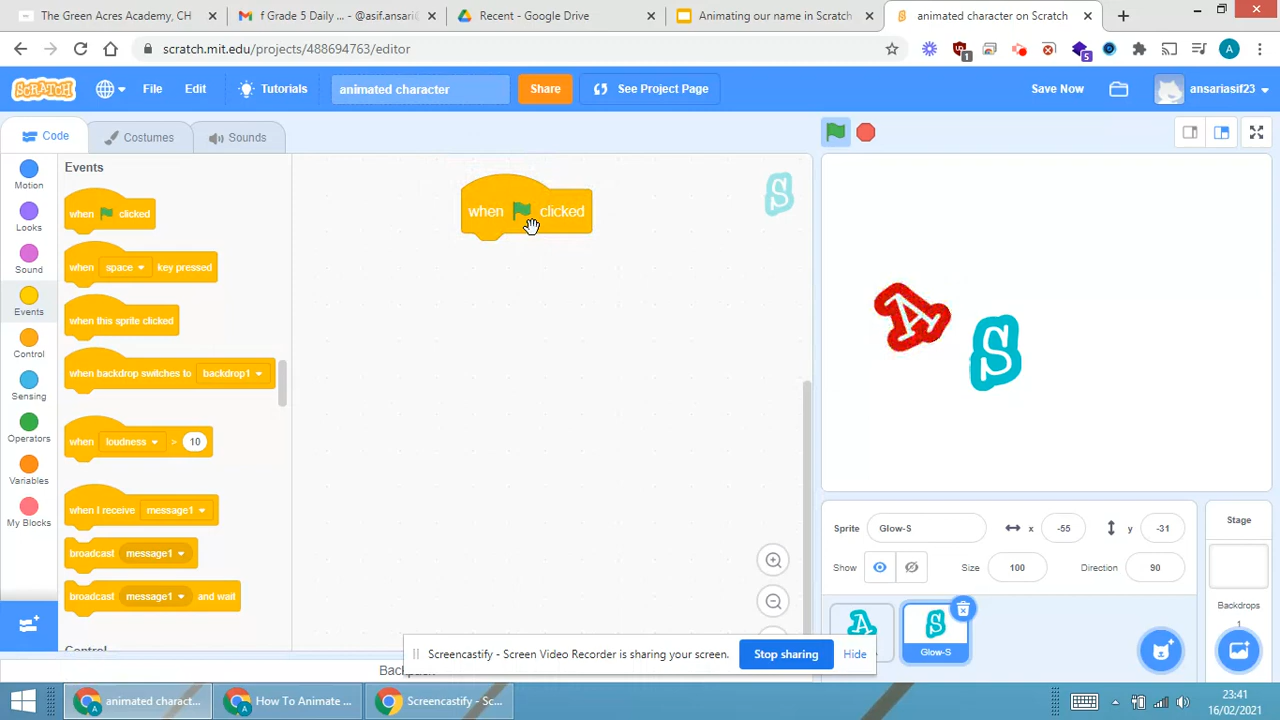 The Green Acres Academy, CH
f Grade 5 Daily ... - @asif.ansari
Recent - Google Drive
Animating our name in Scratch
animated character on Scratch
scratch.mit.edu/projects/488694763/editor
1
5
A
SCRATCH
File
Edit
Tutorials
animated character
Share
See Project Page
Save Now
ansariasif23
Code
Costumes
Sounds
Motion
Looks
Sound
Events
Control
Sensing
Operators
Variables
My Blocks
Events
when clicked
when space key pressed
when this sprite clicked
when backdrop switches to backdrop1
when loudness > 10
when I receive message1
broadcast message1
broadcast message1 and wait
Control
when clicked
S
A
S
Sprite
Glow-S
x
-55
y
-31
Show
Size
100
Direction
90
A
S
Glow-S
Stage
Backdrops
1
Screencastify - Screen Video Recorder is sharing your screen.
Stop sharing
Hide
animated charact...
How To Animate ...
Screencastify - Sc...
23:41
16/02/2021